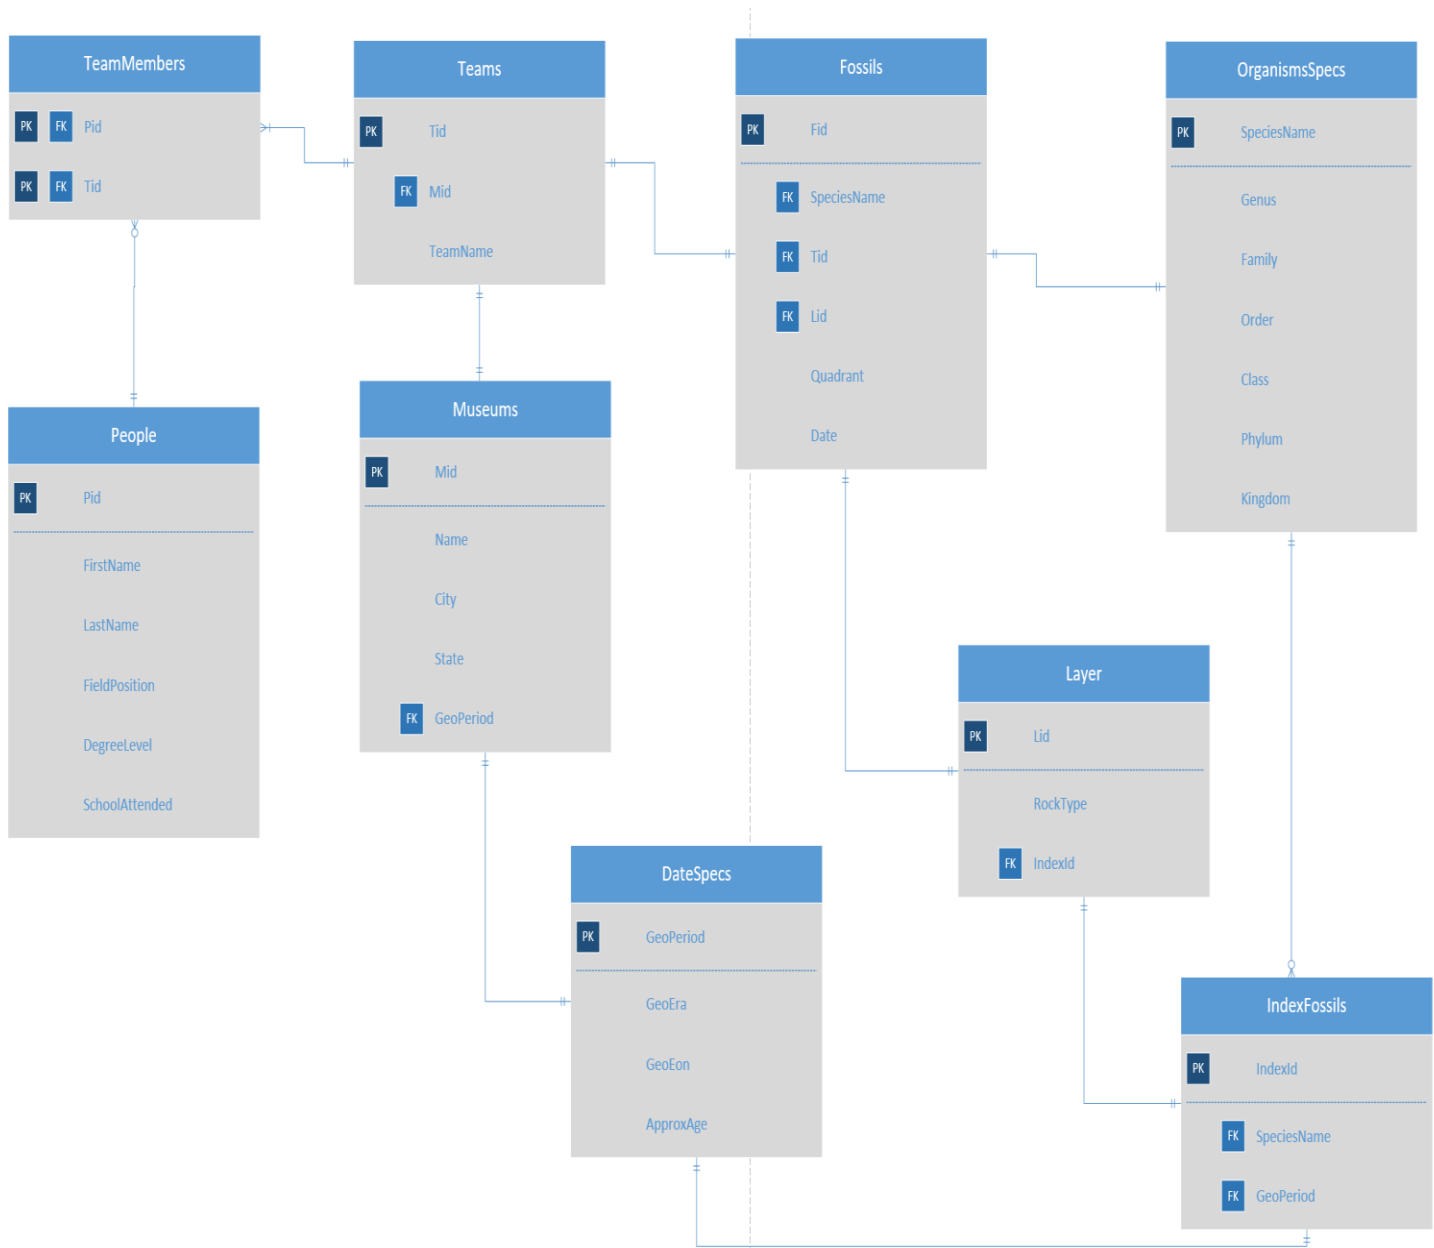 TeamMembers
PK FK Pid
PK FK Tid
Teams
PK Tid
FK Mid
TeamName
Fossils
PK Fid
FK SpeciesName
FK Tid
FK Lid
Quadrant
Date
OrganismsSpecs
PK SpeciesName
Genus
Family
Order
Class
Phylum
Kingdom
People
PK Pid
FirstName
LastName
FieldPosition
DegreeLevel
SchoolAttended
Museums
PK Mid
Name
City
State
FK GeoPeriod
Layer
PK Lid
RockType
FK IndexId
DateSpecs
PK GeoPeriod
GeoEra
GeoEon
ApproxAge
IndexFossils
PK IndexId
FK SpeciesName
FK GeoPeriod